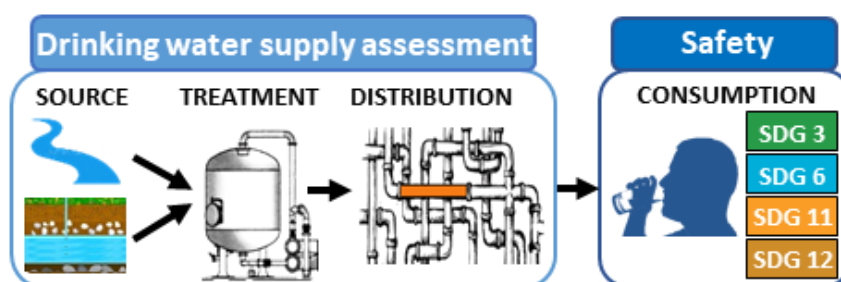 Drinking water supply assessment
Safety
SOURCE
TREATMENT
DISTRIBUTION
CONSUMPTION
SDG 3
SDG 6
SDG 11
SDG 12